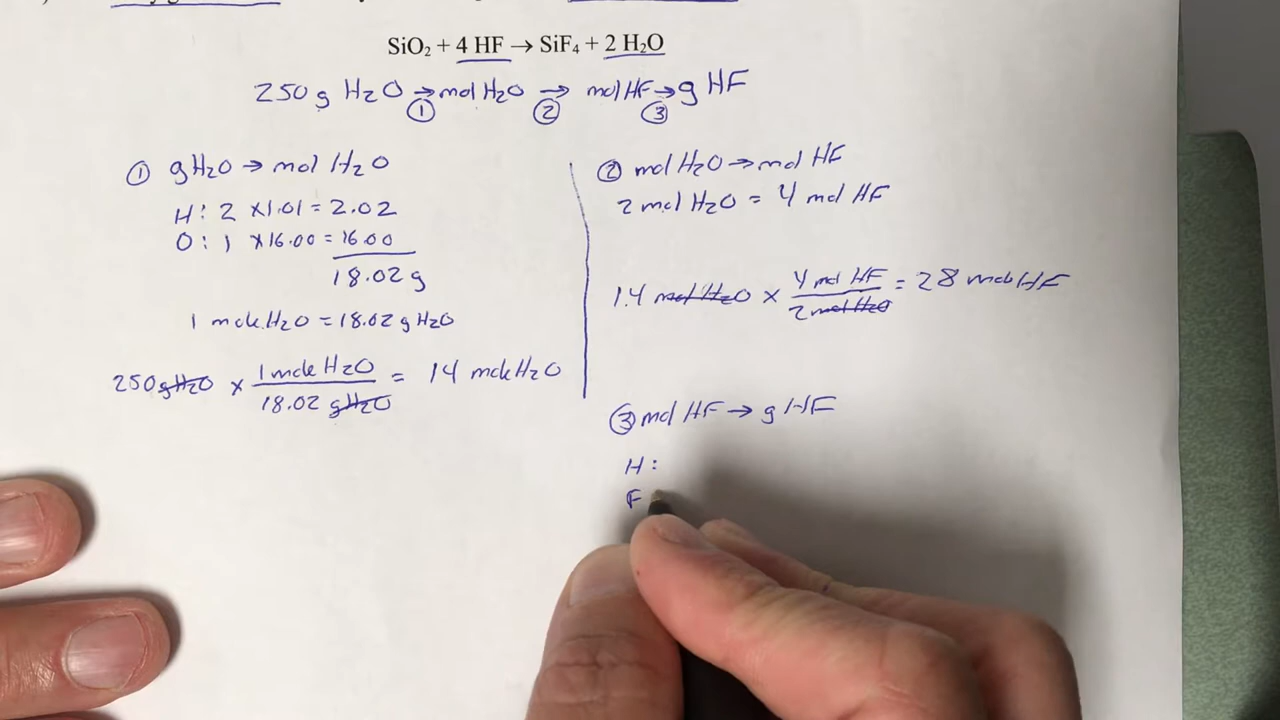 SiO₂ + 4 HF → SiF₄ + 2 H₂O
250 g H₂O → mol H₂O → mol HF → g HF
① ② ③
① g H₂O → mol H₂O
H: 2 x1.01 = 2.02
O: 1 x16.00 = 16.00
18.02 g
1 mole H₂O = 18.02 g H₂O
250 g H₂O x 1 mole H₂O = 14 mole H₂O
18.02 g H₂O
② mol H₂O → mol HF
2 mol H₂O = 4 mol HF
1.4 mol H₂O x 4 mol HF = 28 mol HF
2 mol H₂O
③ mol HF → g HF
H:
F